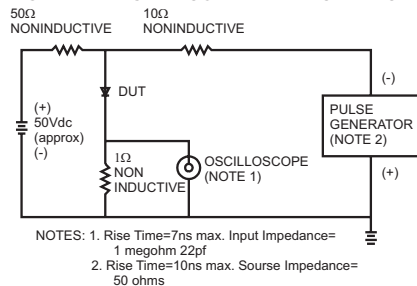 50Ω
NONINDUCTIVE
10Ω
NONINDUCTIVE
(+)
50Vdc
(approx)
(-)
DUT
1Ω
NON
INDUCTIVE
OSCILLOSCOPE
(NOTE 1)
(-)
PULSE
GENERATOR
(NOTE 2)
(+)
NOTES: 1. Rise Time=7ns max. Input Impedance=
1 megohm 22pf
2. Rise Time=10ns max. Sourse Impedance=
50 ohms